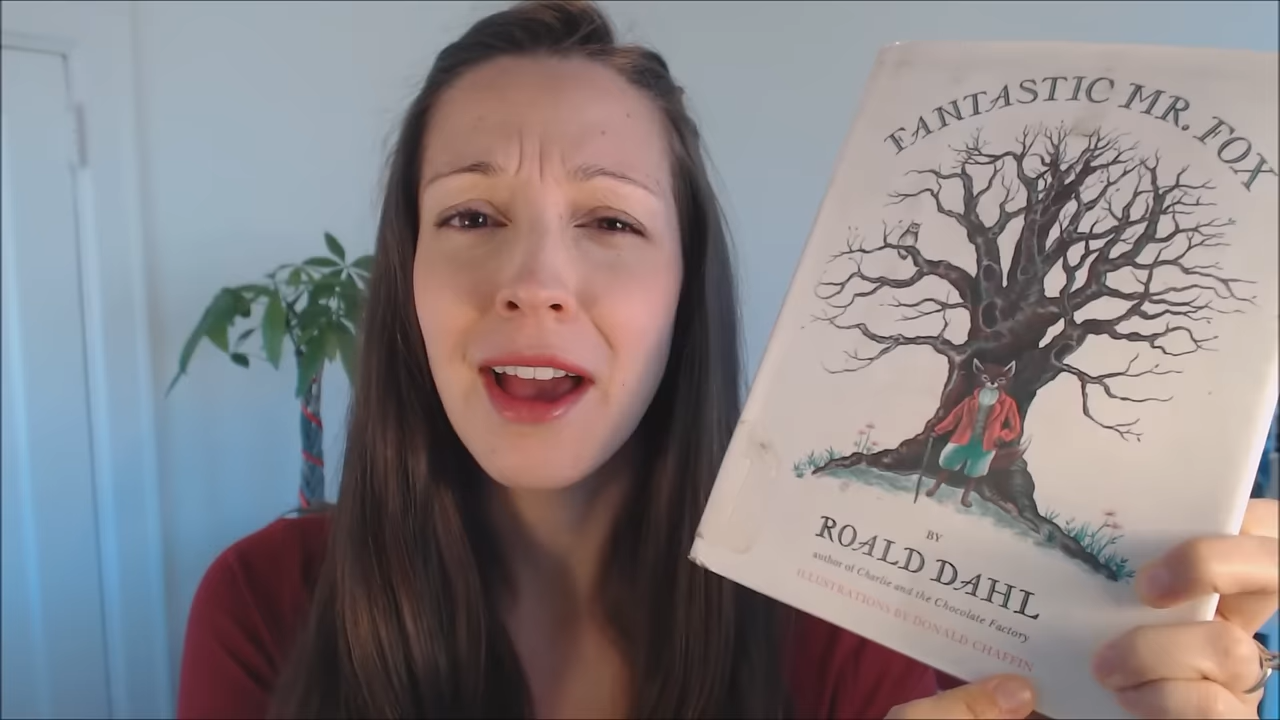 FANTASTIC MR. FOX
BY
ROALD DAHL
author of Charlie and the Chocolate Factory
ILLUSTRATIONS BY DONALD CHAFFIN